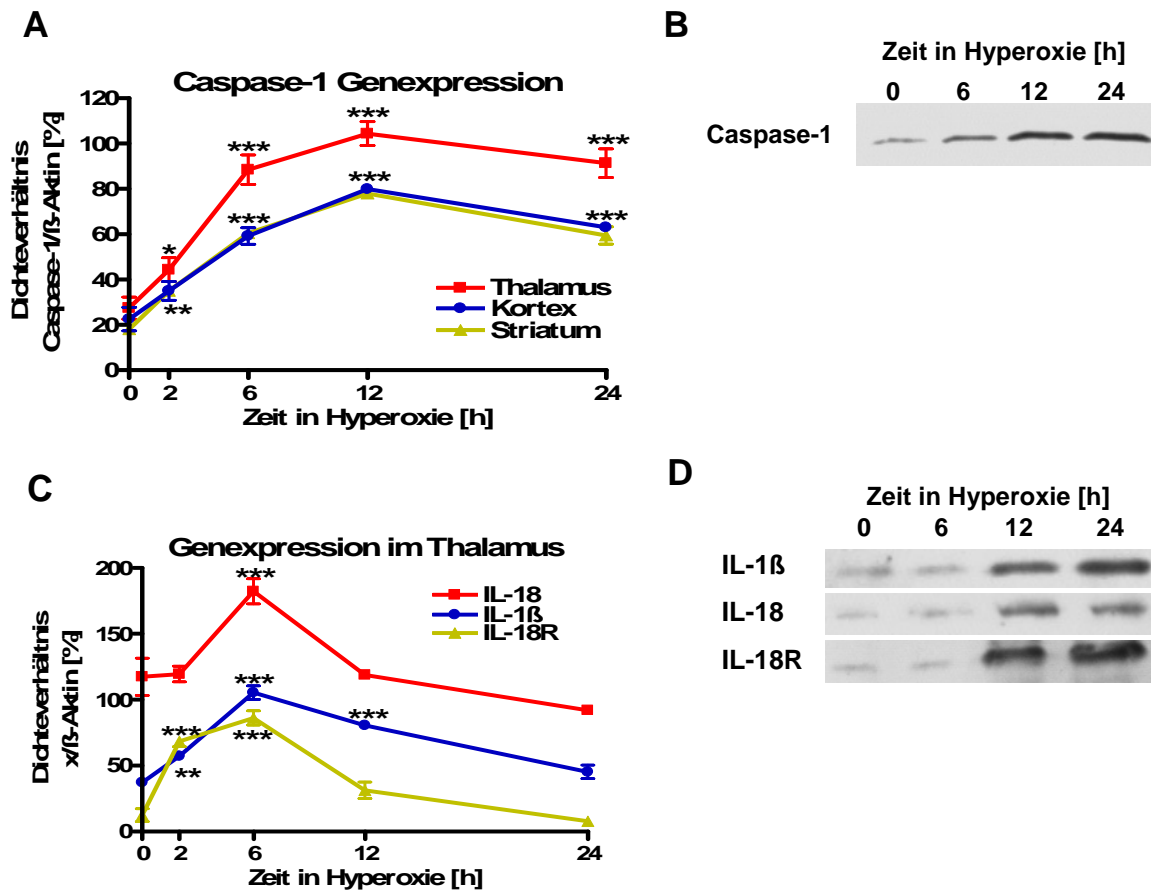 A
Caspase-1 Genexpression
Dichteverhältnis
Caspase-1/ß-Aktin [%]
120
100
80
60
40
20
0
***
***
***
***
***
***
*
**
Thalamus
Kortex
Striatum
0 2 6 12 24
Zeit in Hyperoxie [h]
B
Zeit in Hyperoxie [h]
0 6 12 24
Caspase-1
C
Genexpression im Thalamus
Dichteverhältnis
x/ß-Aktin [%]
200
150
100
50
0
***
***
***
***
***
**
IL-18
IL-1ß
IL-18R
0 2 6 12 24
Zeit in Hyperoxie [h]
D
Zeit in Hyperoxie [h]
0 6 12 24
IL-1ß
IL-18
IL-18R